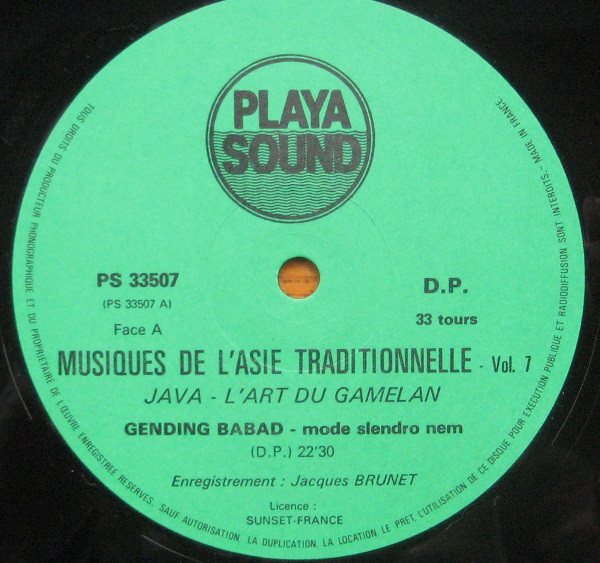 PLAYA
SOUND
PS 33507
(PS 33507 A)
Face A
D.P.
33 tours
MUSIQUES DE L'ASIE TRADITIONNELLE - Vol. 7
JAVA - L'ART DU GAMELAN
GENDING BABAD - mode slendro nem
(D.P.) 22'30
Enregistrement : Jacques BRUNET
Licence :
SUNSET-FRANCE
TOUS DROITS DU PRODUCTEUR PHONOGRAPHIQUE ET DU PROPRIETAIRE DE L'ŒUVRE ENREGISTREE RESERVES. SAUF AUTORISATION, LA DUPLICATION, LA LOCATION, LE PRET, L'UTILISATION DE CE DISQUE POUR EXECUTION PUBLIQUE ET RADIODIFFUSION SONT INTERDITS. - MADE IN FRANCE.